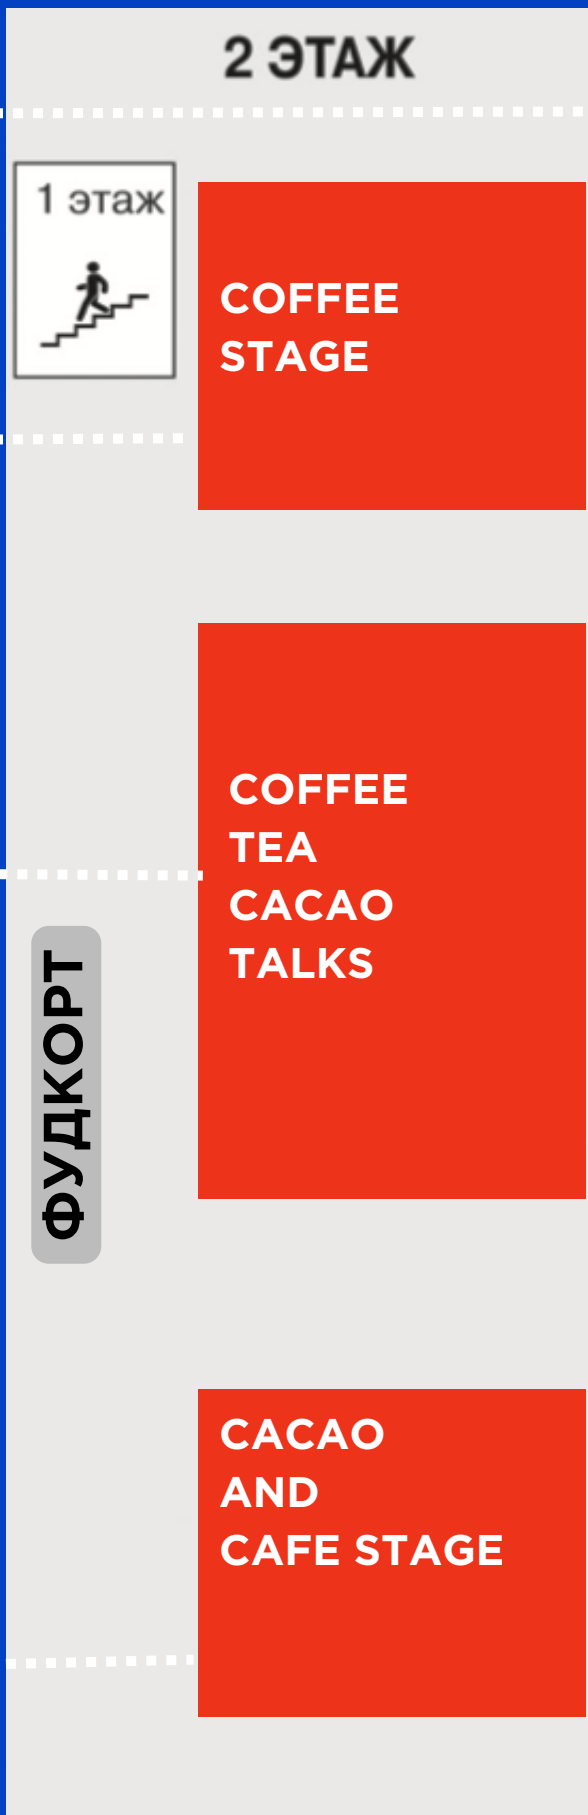 2 ЭТАЖ
1 этаж
COFFEE
STAGE
COFFEE
TEA
CACAO
TALKS
ФУДКОРТ
CACAO
AND
CAFE STAGE